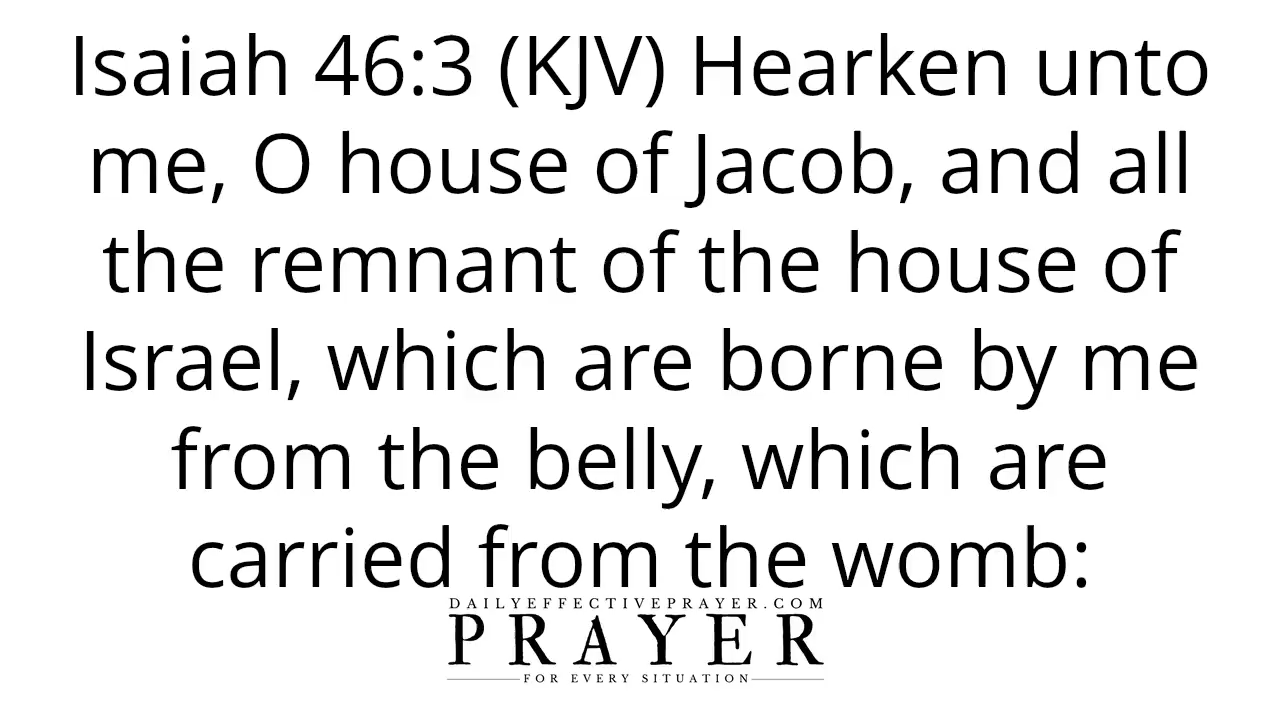 Isaiah 46:3 (KJV) Hearken unto
me, O house of Jacob, and all
the remnant of the house of
Israel, which are borne by me
from the belly, which are
carried from the womb:
DAILYEFFECTIVEPRAYER.COM
PRAYER
FOR EVERY SITUATION